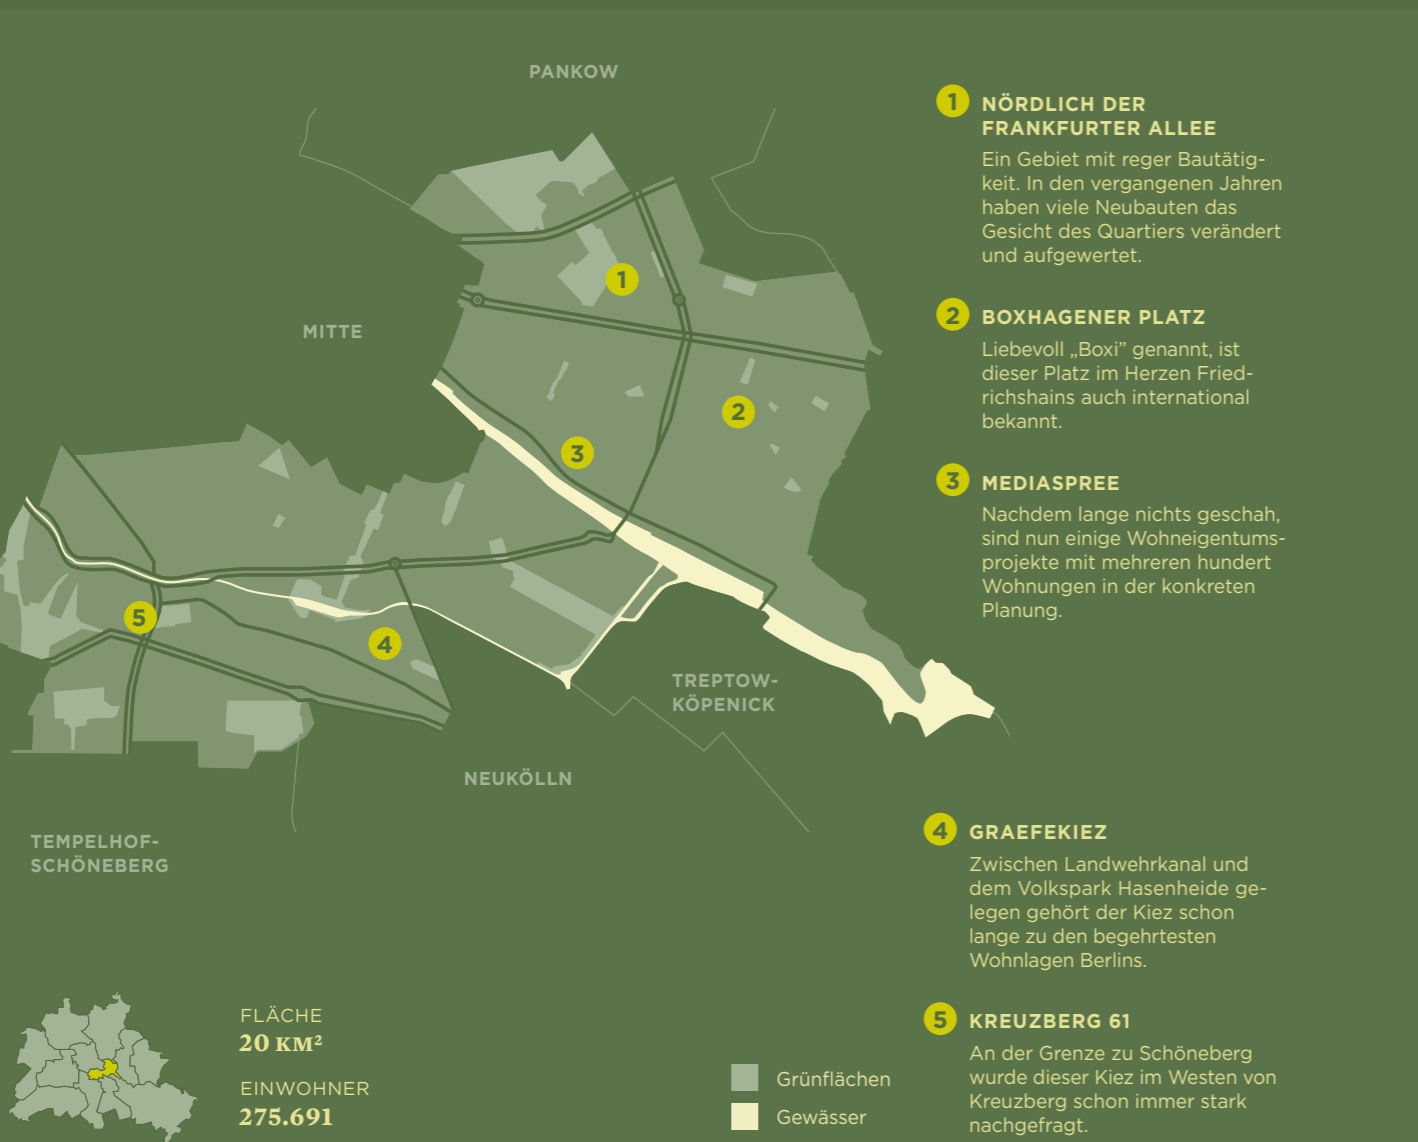 PANKOW
MITTE
TREPTOW-
KÖPENICK
NEUKÖLLN
TEMPELHOF-
SCHÖNEBERG
1
2
3
4
5
1 NÖRDLICH DER
FRANKFURTER ALLEE
Ein Gebiet mit reger Bautätig-
keit. In den vergangenen Jahren
haben viele Neubauten das
Gesicht des Quartiers verändert
und aufgewertet.
2 BOXHAGENER PLATZ
Liebevoll „Boxi” genannt, ist
dieser Platz im Herzen Fried-
richshains auch international
bekannt.
3 MEDIASPREE
Nachdem lange nichts geschah,
sind nun einige Wohneigentums-
projekte mit mehreren hundert
Wohnungen in der konkreten
Planung.
4 GRAEFEKIEZ
Zwischen Landwehrkanal und
dem Volkspark Hasenheide ge-
legen gehört der Kiez schon
lange zu den begehrtesten
Wohnlagen Berlins.
5 KREUZBERG 61
An der Grenze zu Schöneberg
wurde dieser Kiez im Westen von
Kreuzberg schon immer stark
nachgefragt.
FLÄCHE
20 KM²
EINWOHNER
275.691
Grünflächen
Gewässer